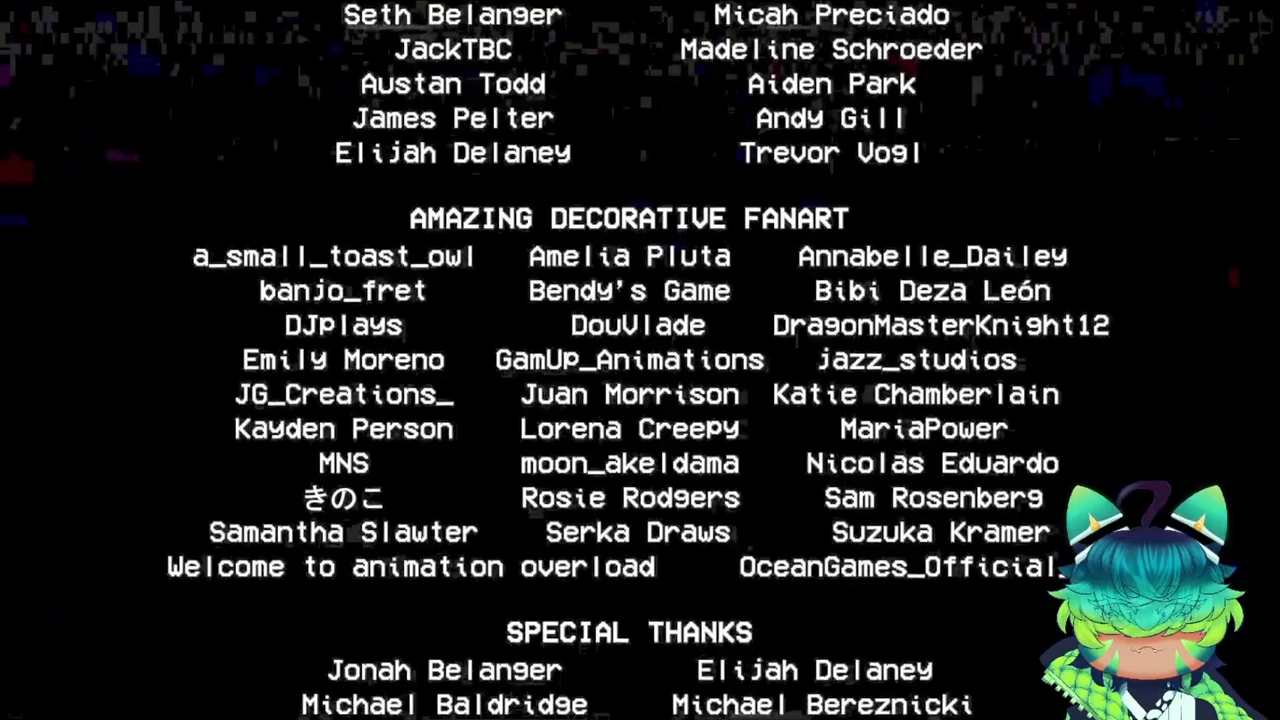 Seth Belanger Micah Preciado
JackTBC Madeline Schroeder
Austan Todd Aiden Park
James Pelter Andy Gill
Elijah Delaney Trevor Vogl
AMAZING DECORATIVE FANART
a_small_toast_owl Amelia Pluta Annabelle_Dailey
banjo_fret Bendy's Game Bibi Deza León
DJplays DouVlade DragonMasterKnight12
Emily Moreno GamUp_Animations jazz_studios
JG_Creations_ Juan Morrison Katie Chamberlain
Kayden Person Lorena Creepy MariaPower
MNS moon_akeldama Nicolas Eduardo
きのこ Rosie Rodgers Sam Rosenberg
Samantha Slawter Serka Draws Suzuka Kramer
Welcome to animation overload OceanGames_Official_
SPECIAL THANKS
Jonah Belanger Elijah Delaney
Michael Baldridge Michael Bereznicki